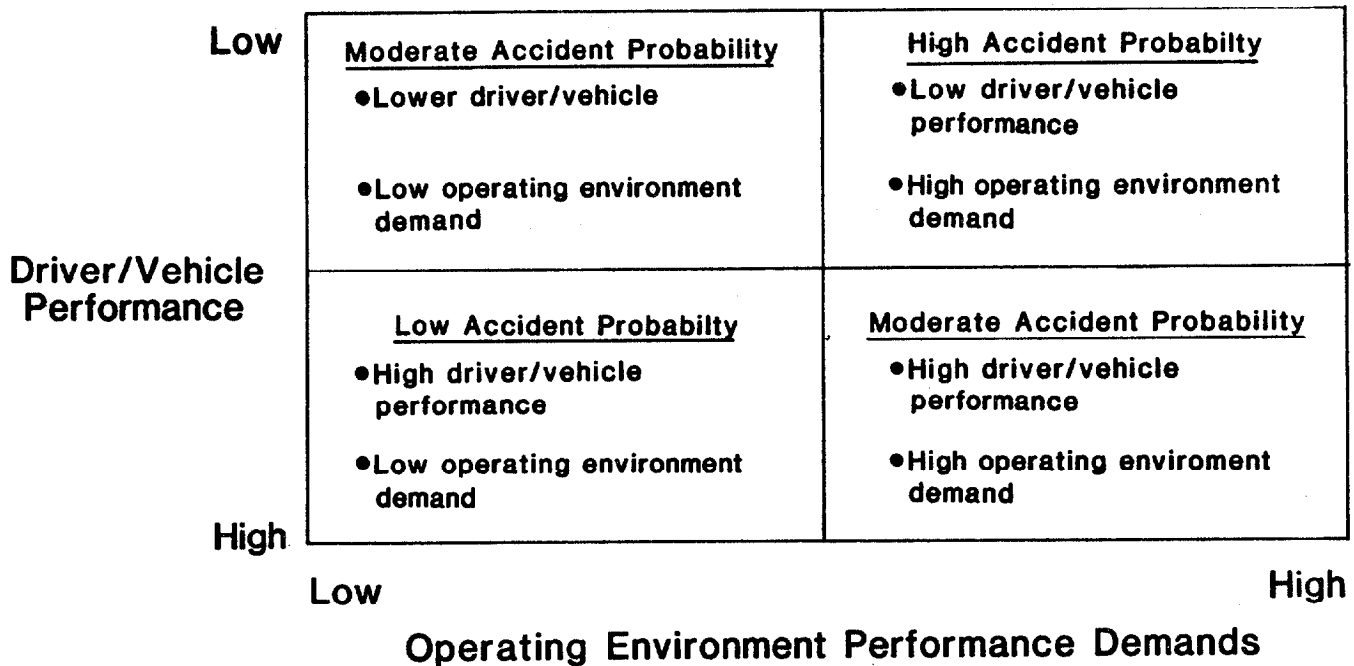 Low
Moderate Accident Probability
●Lower driver/vehicle
●Low operating environment
demand
High Accident Probabilty
●Low driver/vehicle
performance
●High operating environment
demand
Driver/Vehicle
Performance
Low Accident Probabilty
●High driver/vehicle
performance
●Low operating environment
demand
Moderate Accident Probability
●High driver/vehicle
performance
●High operating enviroment
demand
High
Low
High
Operating Environment Performance Demands